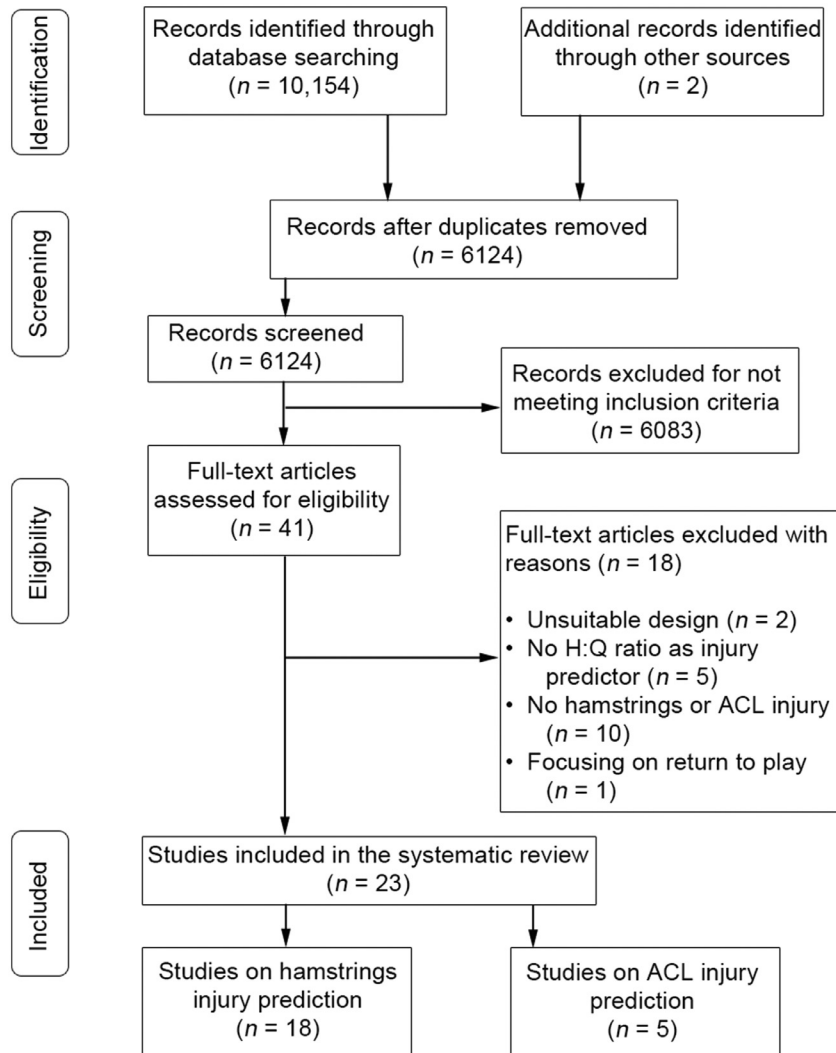 Identification
Records identified through
database searching
(n = 10,154)
Additional records identified
through other sources
(n = 2)
Screening
Records after duplicates removed
(n = 6124)
Records screened
(n = 6124)
Records excluded for not
meeting inclusion criteria
(n = 6083)
Eligibility
Full-text articles
assessed for eligibility
(n = 41)
Full-text articles excluded with
reasons (n = 18)
• Unsuitable design (n = 2)
• No H:Q ratio as injury
predictor (n = 5)
• No hamstrings or ACL injury
(n = 10)
• Focusing on return to play
(n = 1)
Included
Studies included in the systematic review
(n = 23)
Studies on hamstrings
injury prediction
(n = 18)
Studies on ACL injury
prediction
(n = 5)